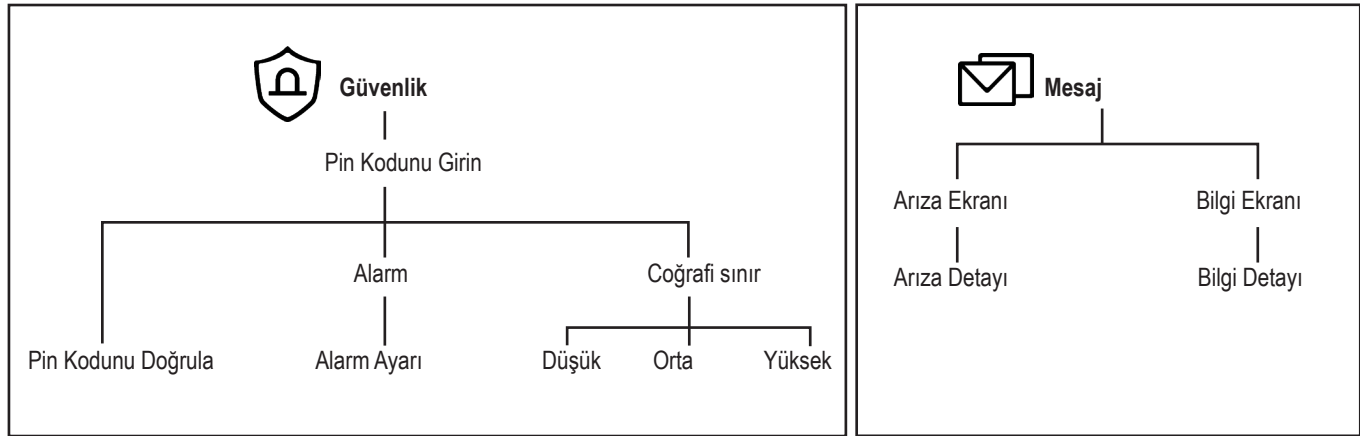 Güvenlik
Pin Kodunu Girin
Alarm
Coğrafi sınır
Pin Kodunu Doğrula
Alarm Ayarı
Düşük
Orta
Yüksek
Mesaj
Arıza Ekranı
Bilgi Ekranı
Arıza Detayı
Bilgi Detayı